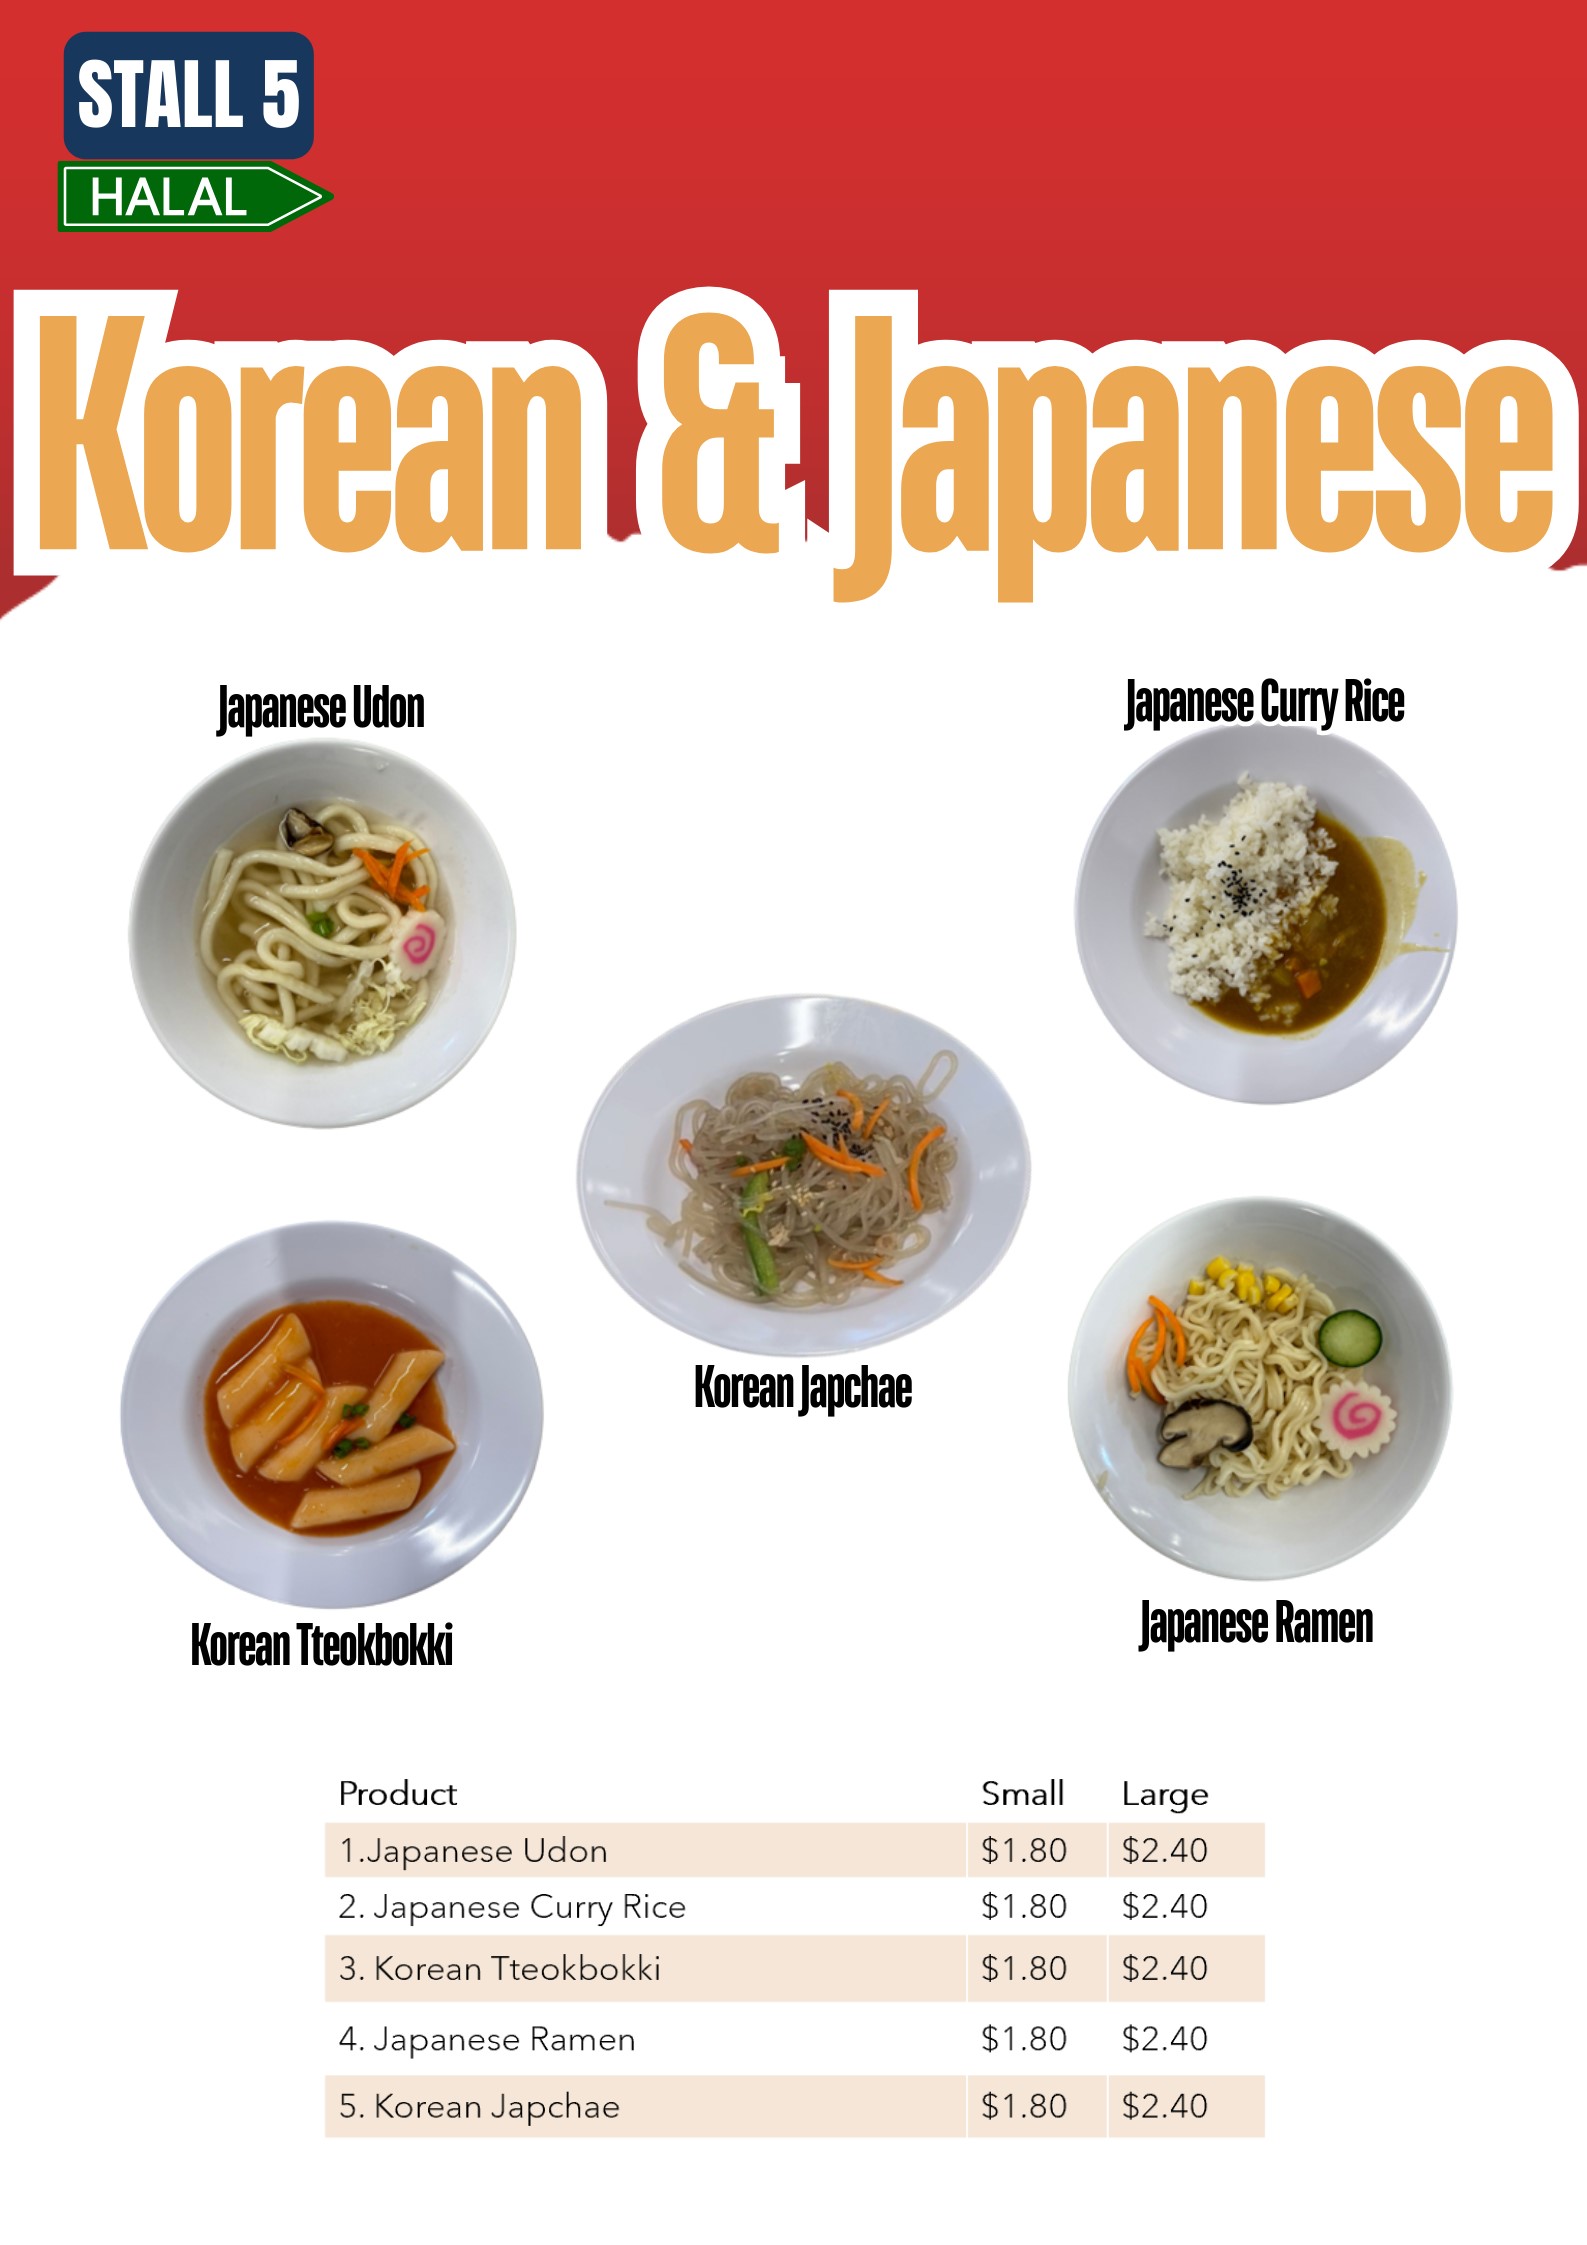 STALL 5
HALAL
Korean & Japanese
Japanese Udon
Japanese Curry Rice
Korean Japchae
Korean Tteokbokki
Japanese Ramen
Product Small Large
1.Japanese Udon $1.80 $2.40
2. Japanese Curry Rice $1.80 $2.40
3. Korean Tteokbokki $1.80 $2.40
4. Japanese Ramen $1.80 $2.40
5. Korean Japchae $1.80 $2.40